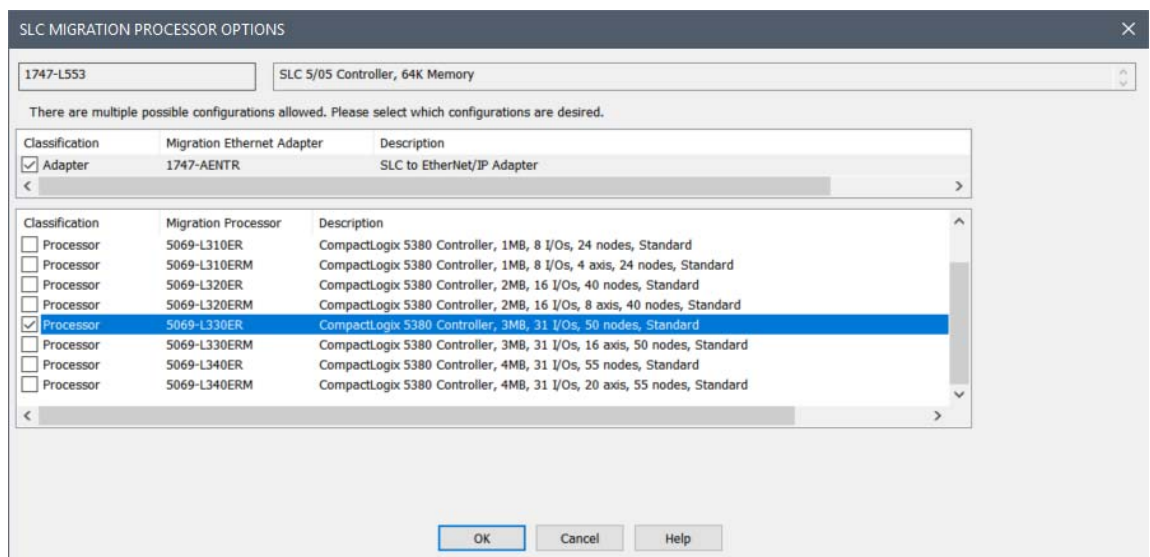 SLC MIGRATION PROCESSOR OPTIONS
1747-L553 SLC 5/05 Controller, 64K Memory
There are multiple possible configurations allowed. Please select which configurations are desired.
Classification Migration Ethernet Adapter Description
Adapter 1747-AENTR SLC to EtherNet/IP Adapter
Classification Migration Processor Description
Processor 5069-L310ER CompactLogix 5380 Controller, 1MB, 8 I/Os, 24 nodes, Standard
Processor 5069-L310ERM CompactLogix 5380 Controller, 1MB, 8 I/Os, 4 axis, 24 nodes, Standard
Processor 5069-L320ER CompactLogix 5380 Controller, 2MB, 16 I/Os, 40 nodes, Standard
Processor 5069-L320ERM CompactLogix 5380 Controller, 2MB, 16 I/Os, 8 axis, 40 nodes, Standard
Processor 5069-L330ER CompactLogix 5380 Controller, 3MB, 31 I/Os, 50 nodes, Standard
Processor 5069-L330ERM CompactLogix 5380 Controller, 3MB, 31 I/Os, 16 axis, 50 nodes, Standard
Processor 5069-L340ER CompactLogix 5380 Controller, 4MB, 31 I/Os, 55 nodes, Standard
Processor 5069-L340ERM CompactLogix 5380 Controller, 4MB, 31 I/Os, 20 axis, 55 nodes, Standard
OK Cancel Help